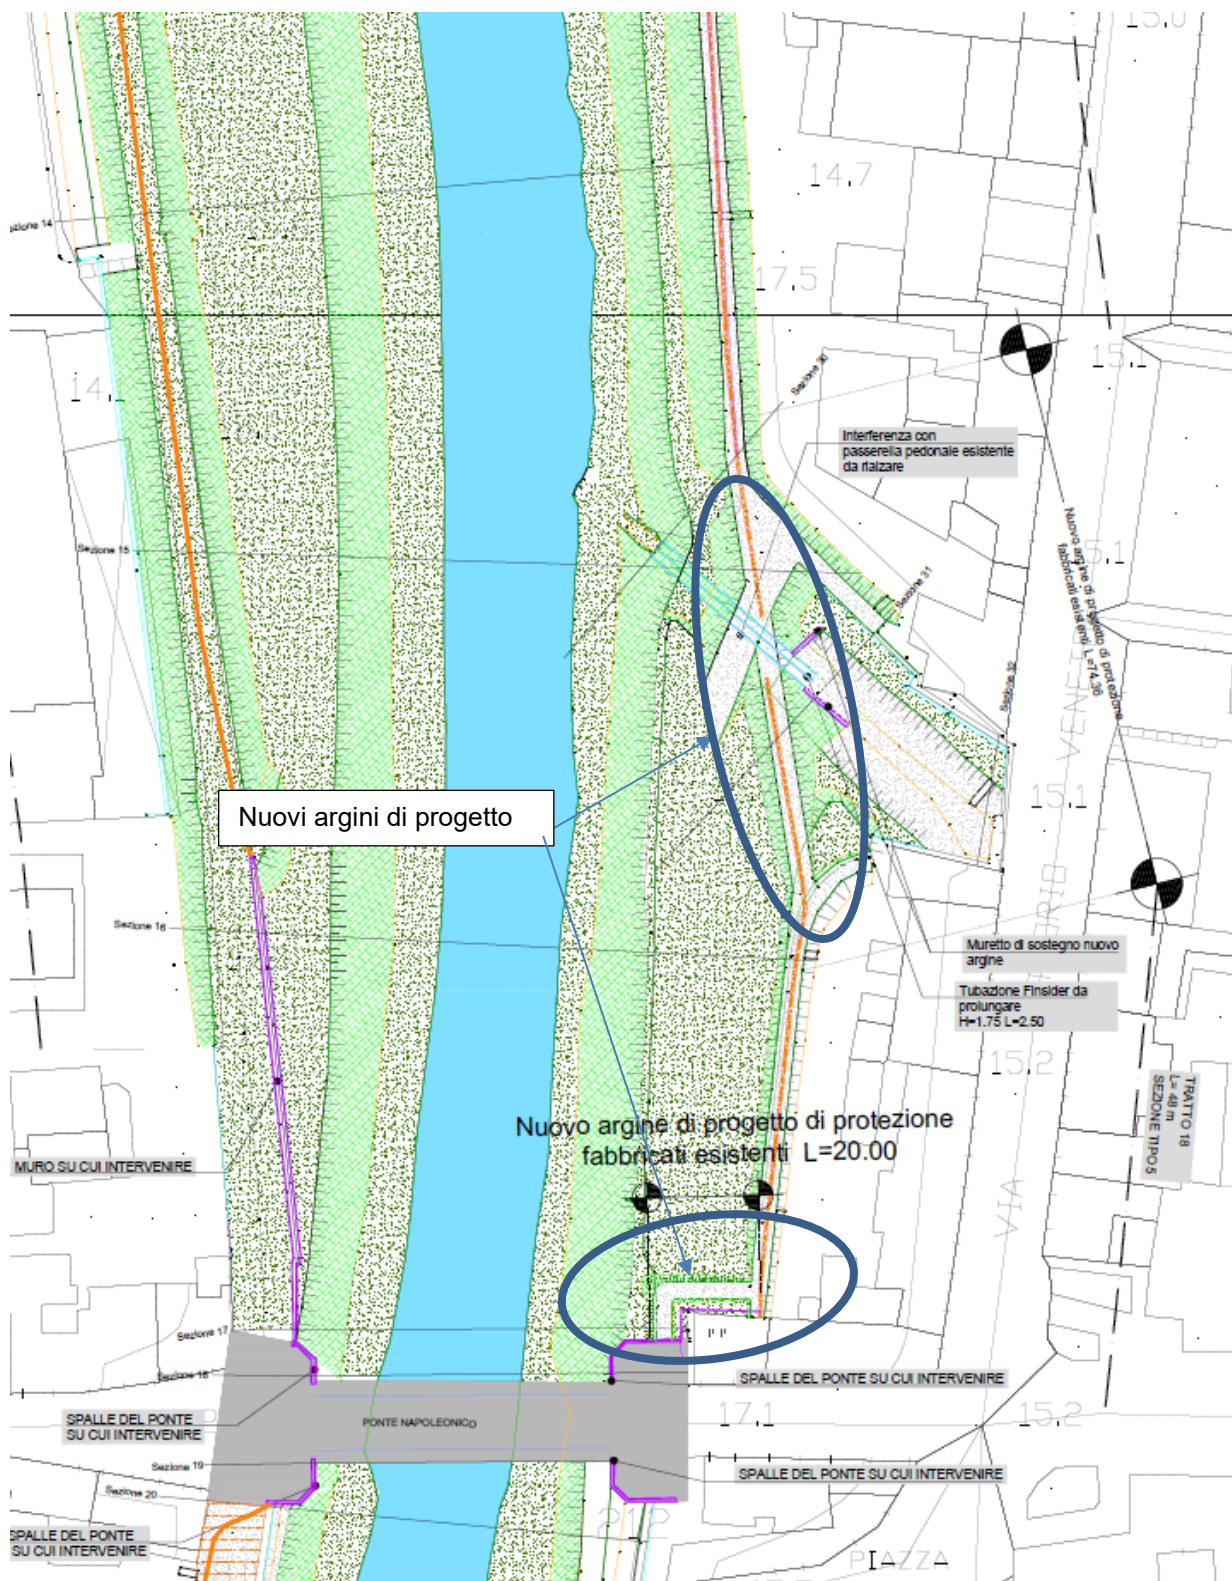 15.0
14.7
ezione 14
17.5
15.1
14.1
Sezione 30
Interferenza con
passerella pedonale esistente
da rialzare
Sezione 15
15.1
Nuovo argine di progetto di protezione
fabbricati esistenti L=74.36
Sezione 31
Sezione 32
Nuovi argini di progetto
15.1
Sezione 16
Muretto di sostegno nuovo
argine
Tubazione Finsider da
prolungare
H=1.75 L=2.50
15.2
TRATTO 18
L= 48 m
SEZIONE TIPO 5
Nuovo argine di progetto di protezione
fabbricati esistenti L=20.00
MURO SU CUI INTERVENIRE
VIA
Sezione 17
Sezione 18
SPALLE DEL PONTE SU CUI INTERVENIRE
SPALLE DEL PONTE
SU CUI INTERVENIRE
PONTE NAPOLEONICO
17.1
15.2
Sezione 19
SPALLE DEL PONTE SU CUI INTERVENIRE
Sezione 20
SPALLE DEL PONTE
SU CUI INTERVENIRE
PIAZZA